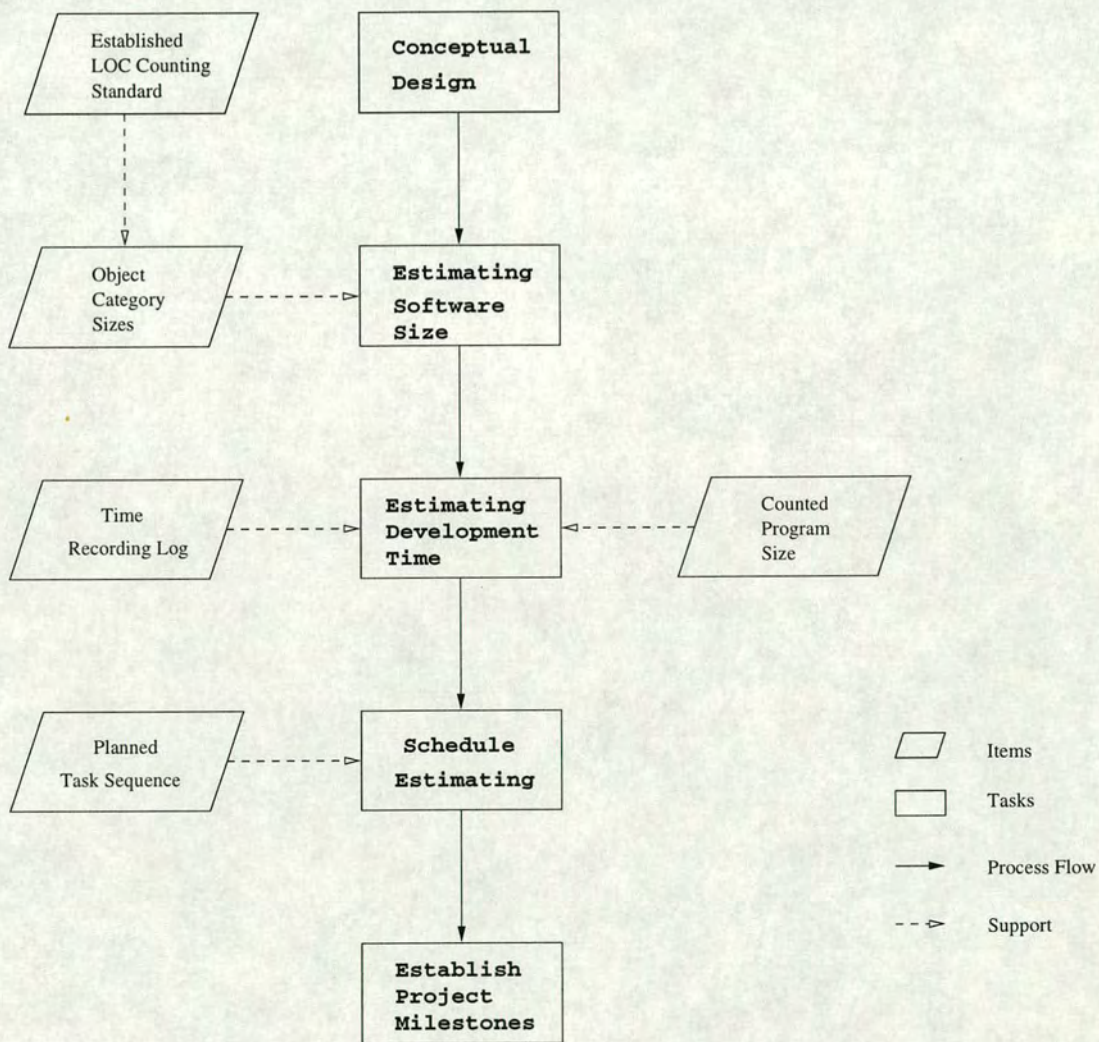 Established
LOC Counting
Standard
Conceptual
Design
Object
Category
Sizes
Estimating
Software
Size
Time
Recording Log
Estimating
Development
Time
Counted
Program
Size
Planned
Task Sequence
Schedule
Estimating
Items
Tasks
Process Flow
Support
Establish
Project
Milestones